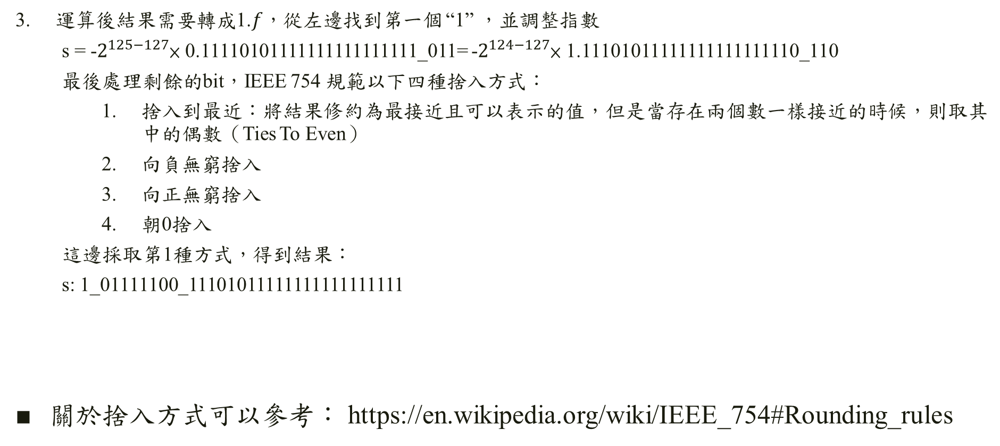 3. 運算後結果需要轉成1.f，從左邊找到第一個“1”，並調整指數
s = -2^{125−127}× 0.11110101111111111111111_011= -2^{124−127}× 1.11101011111111111111110_110
最後處理剩餘的bit，IEEE 754 規範以下四種捨入方式：
1. 捨入到最近：將結果修約為最接近且可以表示的值，但是當存在兩個數一樣接近的時候，則取其
中的偶數（Ties To Even）
2. 向負無窮捨入
3. 向正無窮捨入
4. 朝0捨入
這邊採取第1種方式，得到結果：
s: 1_01111100_11101011111111111111111
■ 關於捨入方式可以參考： https://en.wikipedia.org/wiki/IEEE_754#Rounding_rules